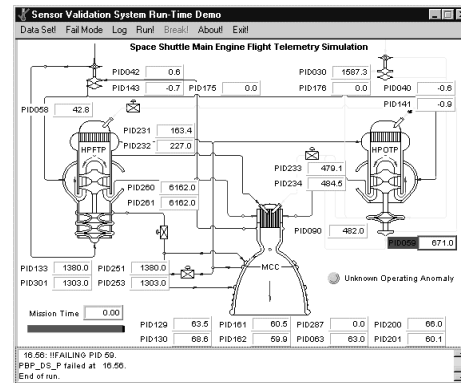 Sensor Validation System Run-Time Demo
Data Set! Fail Mode Log Run! Break! About! Exit!
Space Shuttle Main Engine Flight Telemetry Simulation
PID042 0.6 PID030 1587.3
PID143 -0.7 PID175 0.0 PID176 0.0 PID040 -0.6
PID141 -0.9
PID058 42.8
PID231 163.4
PID232 227.0
HPFTP HPOTP
PID233 479.1
PID234 484.5
PID260 6162.0
PID261 6162.0
PID090 482.0
PID059 671.0
PID133 1380.0 PID251 1380.0 MCC
PID301 1303.0 PID253 1303.0
Unknown Operating Anomaly
Mission Time 0.00
PID129 63.5 PID161 60.5 PID287 0.0 PID200 66.0
PID130 68.6 PID162 59.9 PID063 63.0 PID201 60.1
16.56: !!FAILING PID 59.
PBP_DS_P failed at 16.56.
End of run.